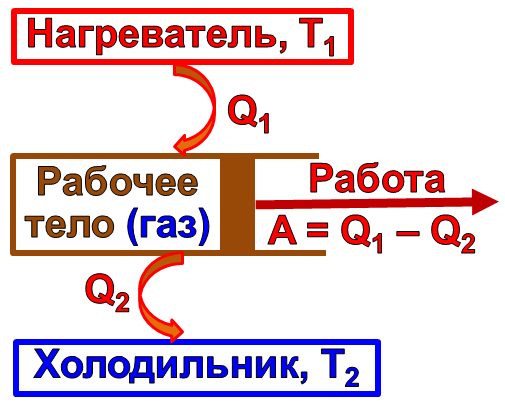 Нагреватель, T₁
Q₁
Рабочее
тело (газ)
Работа
A = Q₁ – Q₂
Q₂
Холодильник, T₂